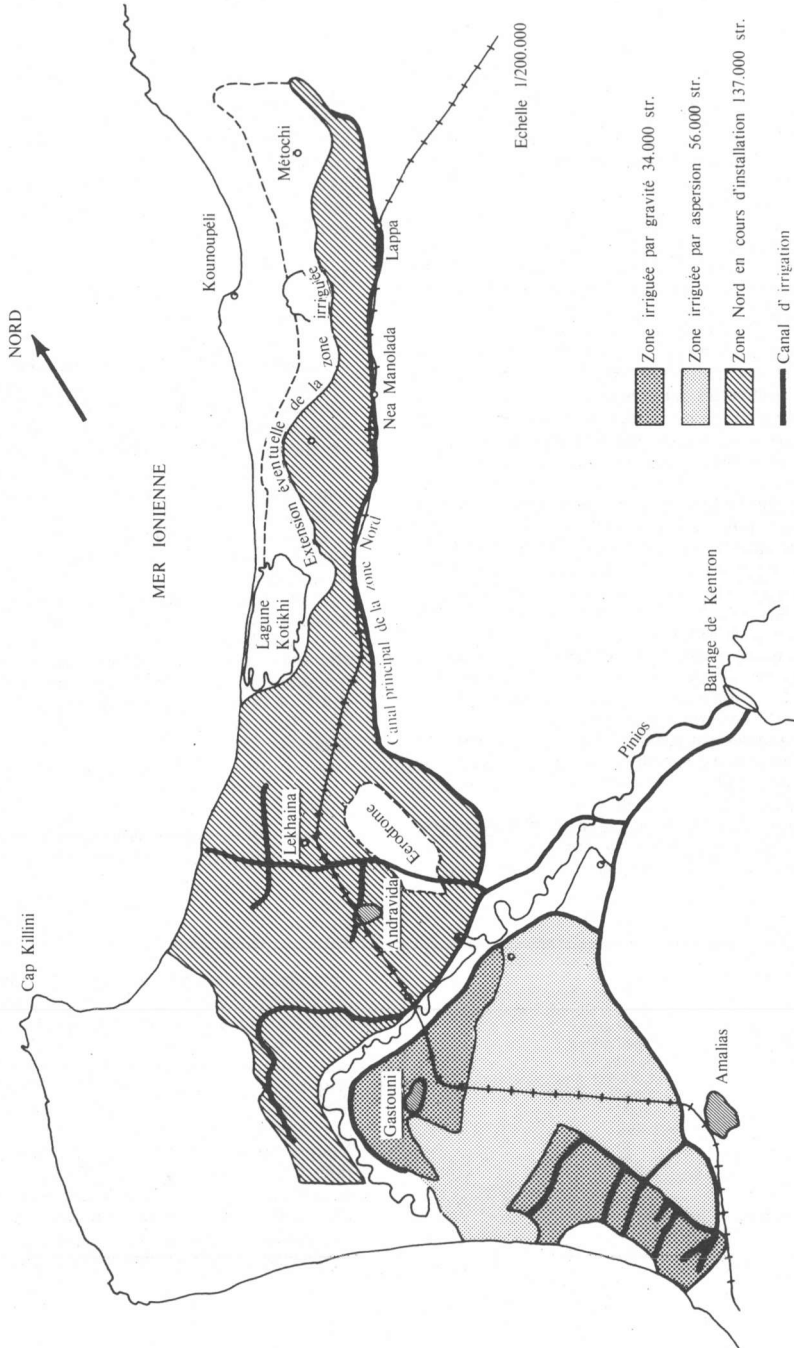 NORD
MER IONIENNE
Cap Killini
Kounoupéli
Métochi
Extension éventuelle de la zone irriguée
Lagune
Kotikhi
Lappa
Nea Manolada
Canal principal de la zone Nord
Lekhaina
Eerodrome
Andravida
Gastouni
Pinios
Barrage de Kentron
Amalias
Echelle 1/200.000
Zone irriguée par gravité 34.000 str.
Zone irriguée par aspersion 56.000 str.
Zone Nord en cours d'installation 137.000 str.
Canal d'irrigation